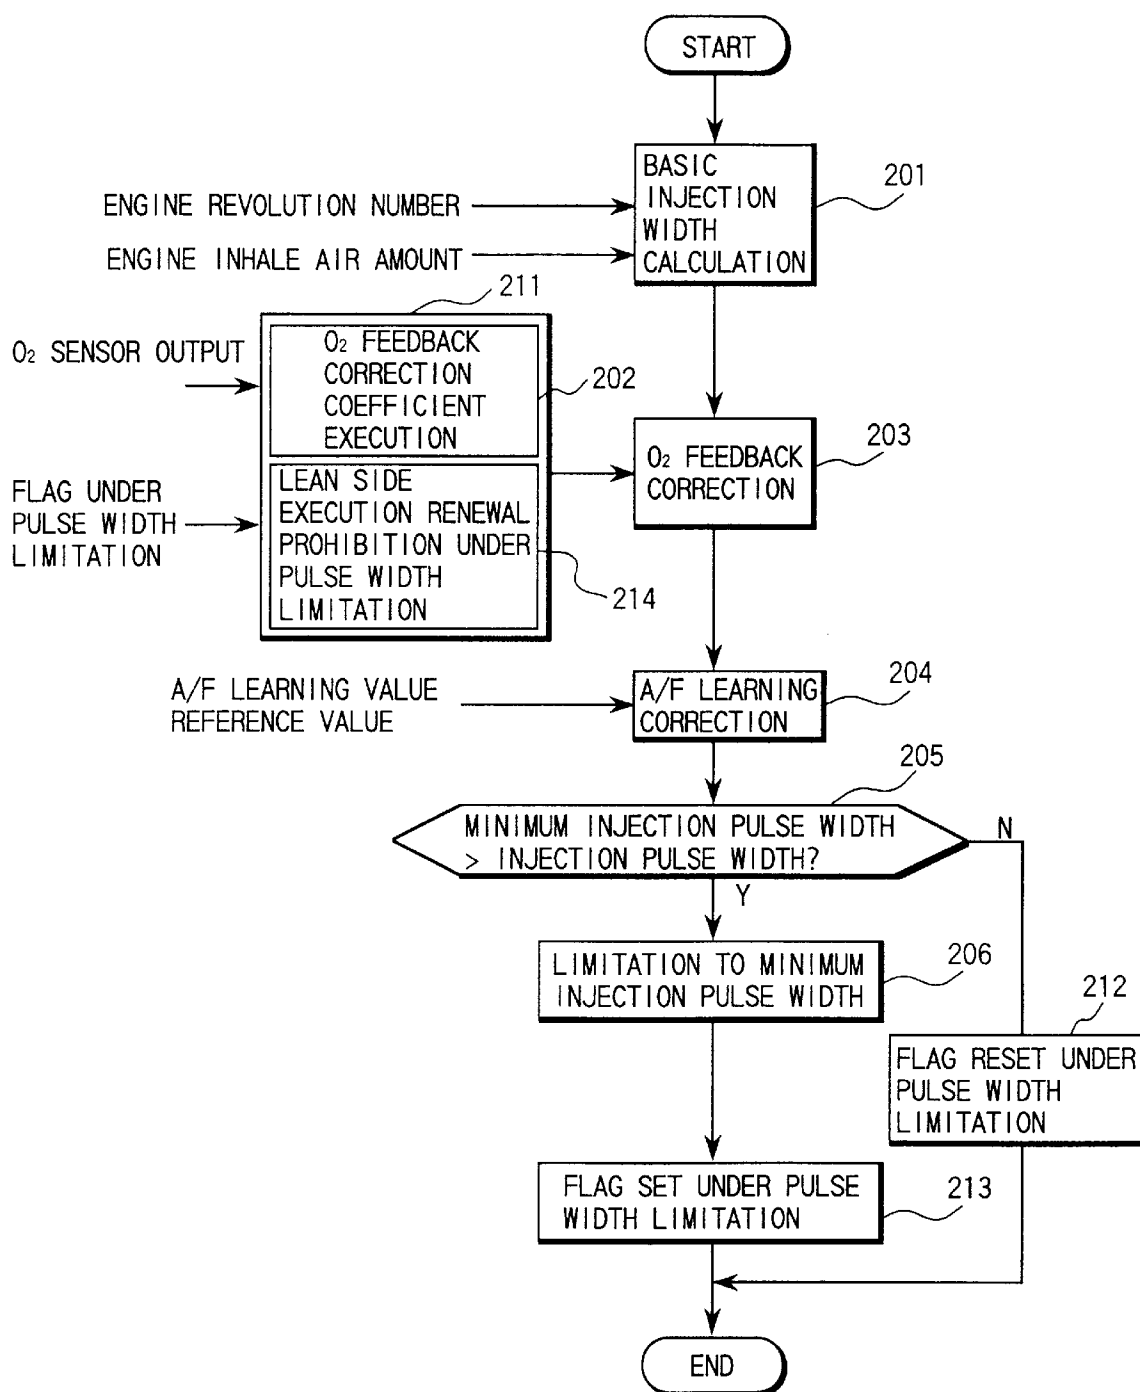 START
BASIC
INJECTION
WIDTH
CALCULATION
201
ENGINE REVOLUTION NUMBER
ENGINE INHALE AIR AMOUNT
211
O₂ SENSOR OUTPUT
O₂ FEEDBACK
CORRECTION
COEFFICIENT
EXECUTION
202
O₂ FEEDBACK
CORRECTION
203
FLAG UNDER
PULSE WIDTH
LIMITATION
LEAN SIDE
EXECUTION RENEWAL
PROHIBITION UNDER
PULSE WIDTH
LIMITATION
214
A/F LEARNING VALUE
REFERENCE VALUE
A/F LEARNING
CORRECTION
204
205
MINIMUM INJECTION PULSE WIDTH
> INJECTION PULSE WIDTH?
N
Y
LIMITATION TO MINIMUM
INJECTION PULSE WIDTH
206
212
FLAG RESET UNDER
PULSE WIDTH
LIMITATION
FLAG SET UNDER PULSE
WIDTH LIMITATION
213
END